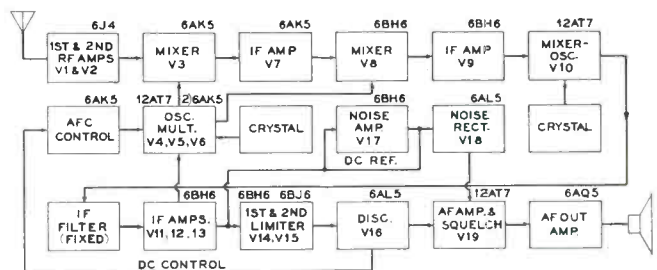 6J4
6AK5
6AK5
6BH6
6BH6
12AT7
1ST & 2ND
RF AMPS
V1 & V2
MIXER
V3
IF AMP
V7
MIXER
V8
IF AMP
V9
MIXER-
OSC.
V10
6AK5
12AT7
2)6AK5
6BH6
6AL5
AFC
CONTROL
OSC.
MULT.
V4,V5,V6
CRYSTAL
NOISE
AMP.
V17
NOISE
RECT.
V18
CRYSTAL
DC REF.
6BH6
6BH6
6BJ6
6AL5
12AT7
6AQ5
IF
FILTER
(FIXED)
IF AMPS.
V11,12,13
1ST & 2ND
LIMITER
V14,V15
DISC.
V16
AF AMP. &
SQUELCH
V19
AF OUT
AMP.
DC CONTROL